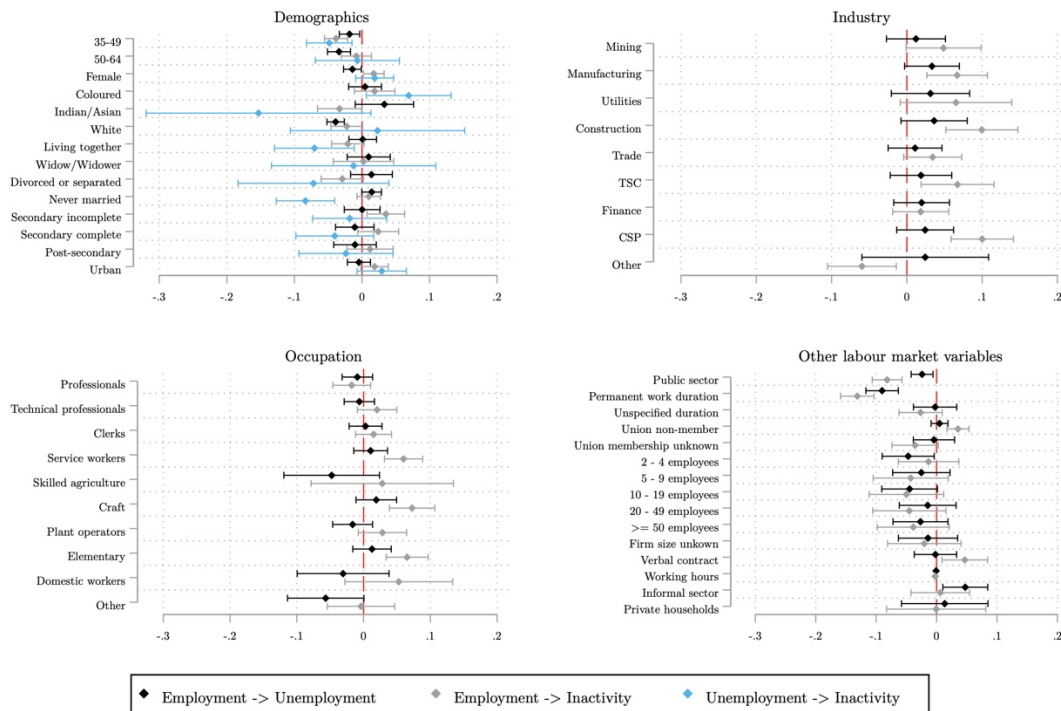 Demographics
35-49
50-64
Female
Coloured
Indian/Asian
White
Living together
Widow/Widower
Divorced or separated
Never married
Secondary incomplete
Secondary complete
Post-secondary
Urban
-.3 -.2 -.1 0 .1 .2
Industry
Mining
Manufacturing
Utilities
Construction
Trade
TSC
Finance
CSP
Other
-.3 -.2 -.1 0 .1 .2
Occupation
Professionals
Technical professionals
Clerks
Service workers
Skilled agriculture
Craft
Plant operators
Elementary
Domestic workers
Other
-.3 -.2 -.1 0 .1 .2
Other labour market variables
Public sector
Permanent work duration
Unspecified duration
Union non-member
Union membership unknown
2 - 4 employees
5 - 9 employees
10 - 19 employees
20 - 49 employees
>= 50 employees
Firm size unkown
Verbal contract
Working hours
Informal sector
Private households
-.3 -.2 -.1 0 .1 .2
Employment -> Unemployment Employment -> Inactivity Unemployment -> Inactivity